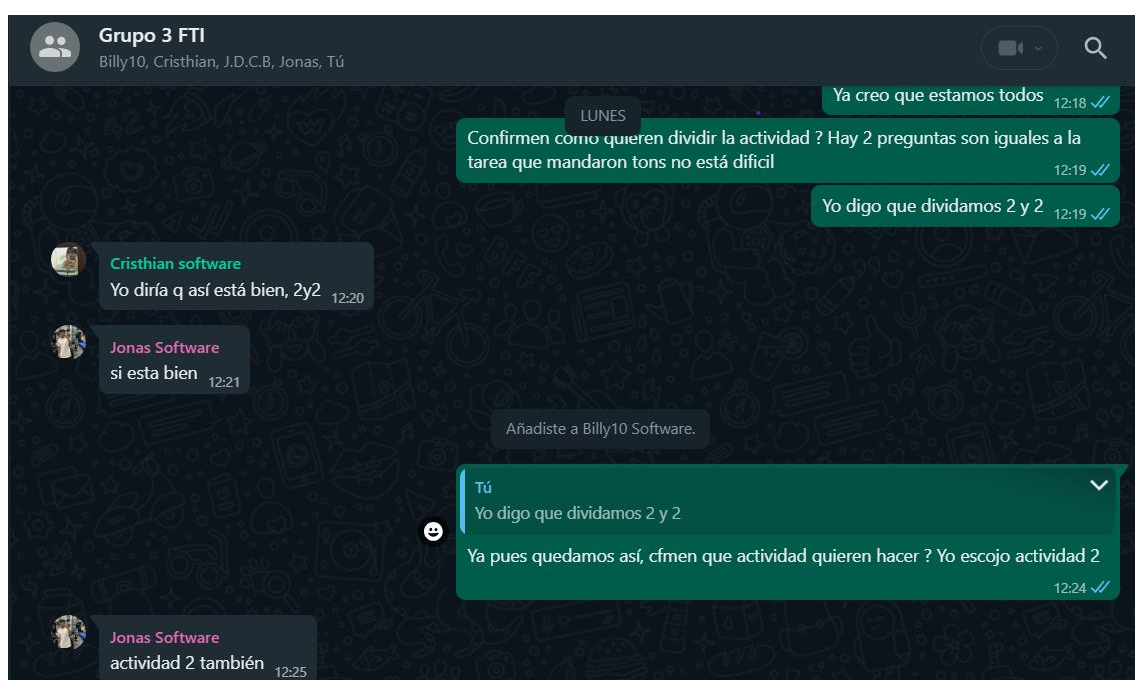 Grupo 3 FTI
Billy10, Cristhian, J.D.C.B, Jonas, Tú
Ya creo que estamos todos 12:18
LUNES
Confirmen como quieren dividir la actividad ? Hay 2 preguntas son iguales a la
tarea que mandaron tons no está dificil
12:19
Yo digo que dividamos 2 y 2 12:19
Cristhian software
Yo diría q así está bien, 2y2 12:20
Jonas Software
si esta bien 12:21
Añadiste a Billy10 Software.
Tú
Yo digo que dividamos 2 y 2
Ya pues quedamos así, cfmen que actividad quieren hacer ? Yo escojo actividad 2
12:24
Jonas Software
actividad 2 también 12:25